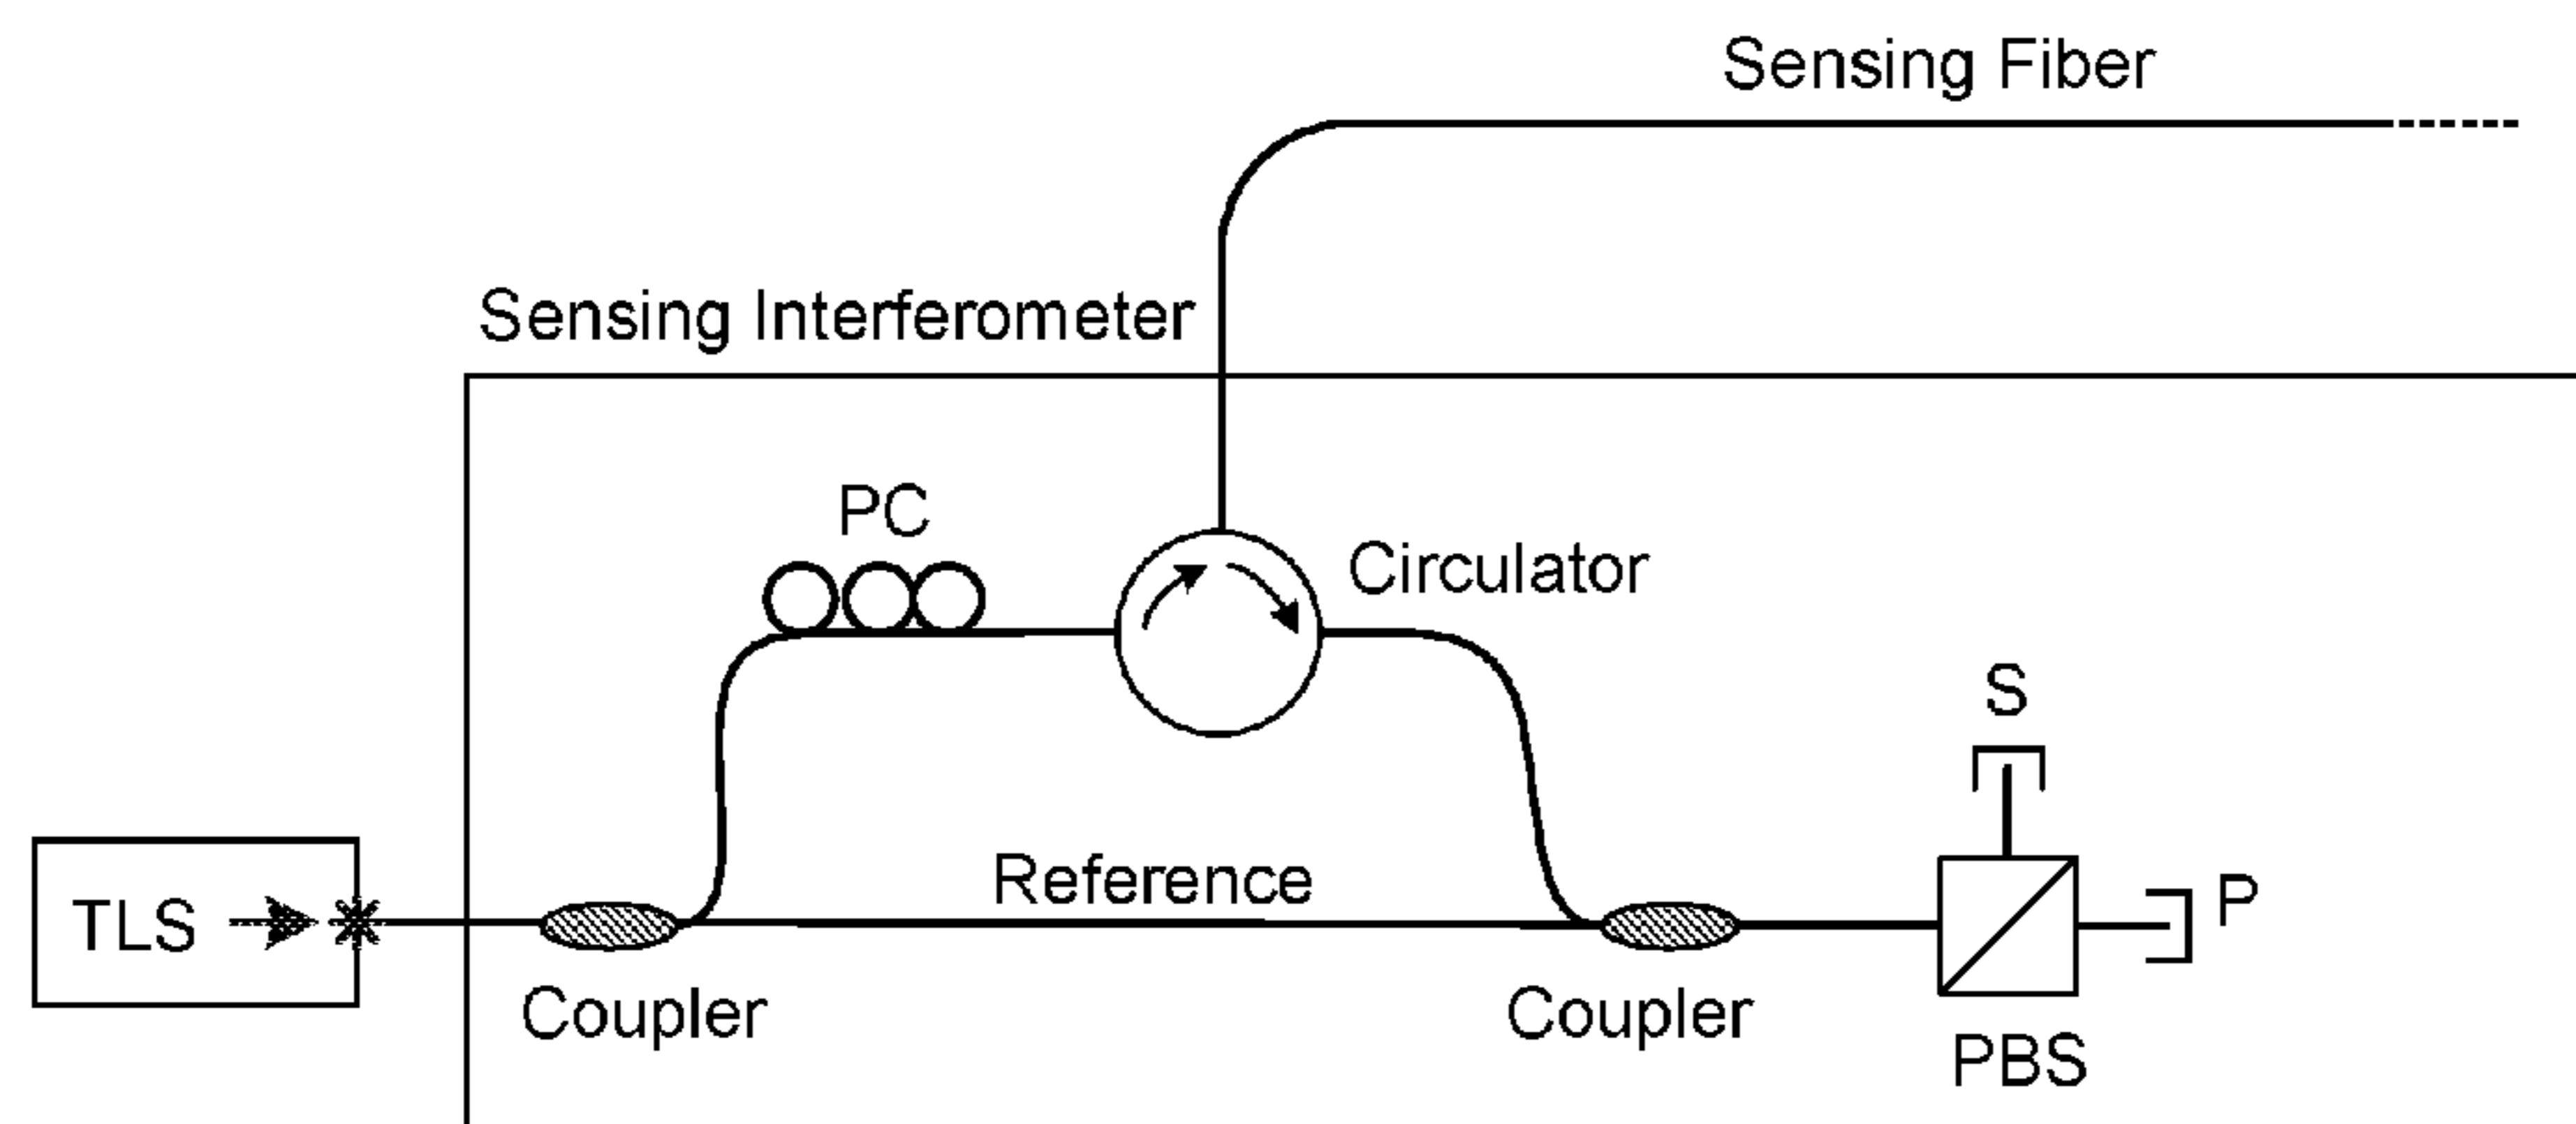 Sensing Fiber
Sensing Interferometer
PC
Circulator
S
Reference
TLS
P
Coupler
Coupler
PBS